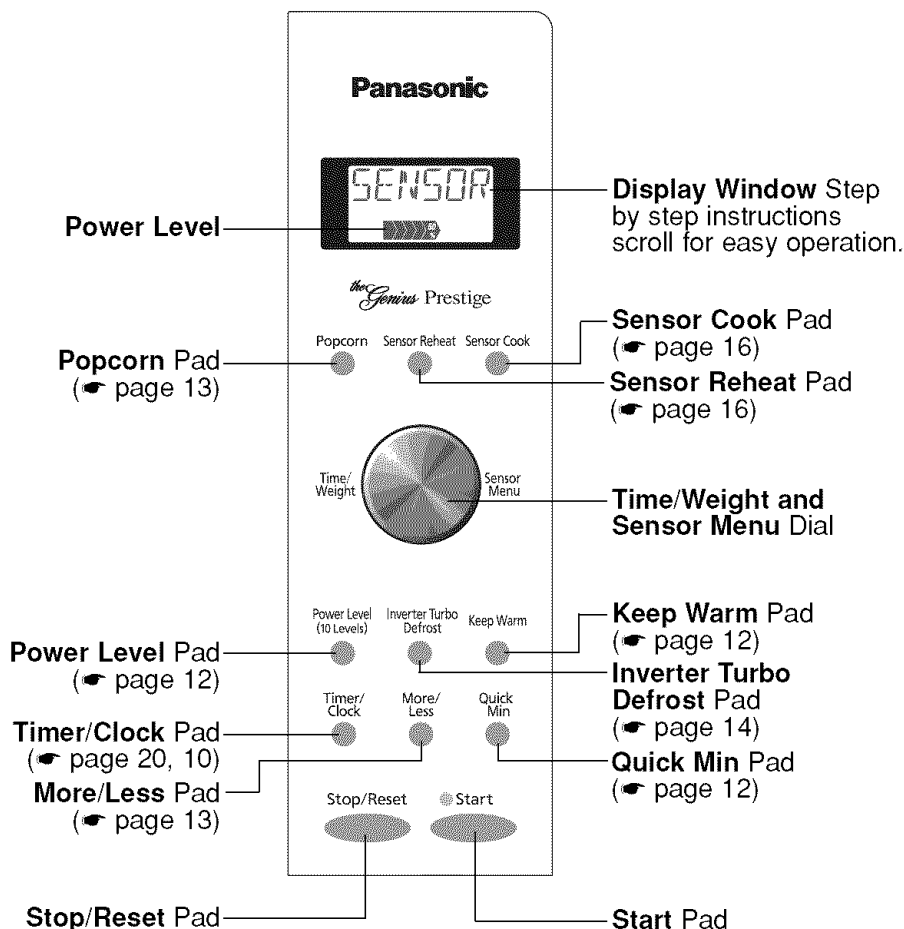 Panasonic
SENSOR
Power Level
Display Window Step
by step instructions
scroll for easy operation.
the Genius Prestige
Popcorn
Sensor Reheat
Sensor Cook
Sensor Cook Pad
(☛ page 16)
Popcorn Pad
(☛ page 13)
Sensor Reheat Pad
(☛ page 16)
Time/
Weight
Sensor
Menu
Time/Weight and
Sensor Menu Dial
Power Level
(10 Levels)
Inverter Turbo
Defrost
Keep Warm
Keep Warm Pad
(☛ page 12)
Power Level Pad
(☛ page 12)
Inverter Turbo
Defrost Pad
(☛ page 14)
Timer/
Clock
More/
Less
Quick
Min
Timer/Clock Pad
(☛ page 20, 10)
Quick Min Pad
(☛ page 12)
More/Less Pad
(☛ page 13)
Stop/Reset
Start
Stop/Reset Pad
Start Pad